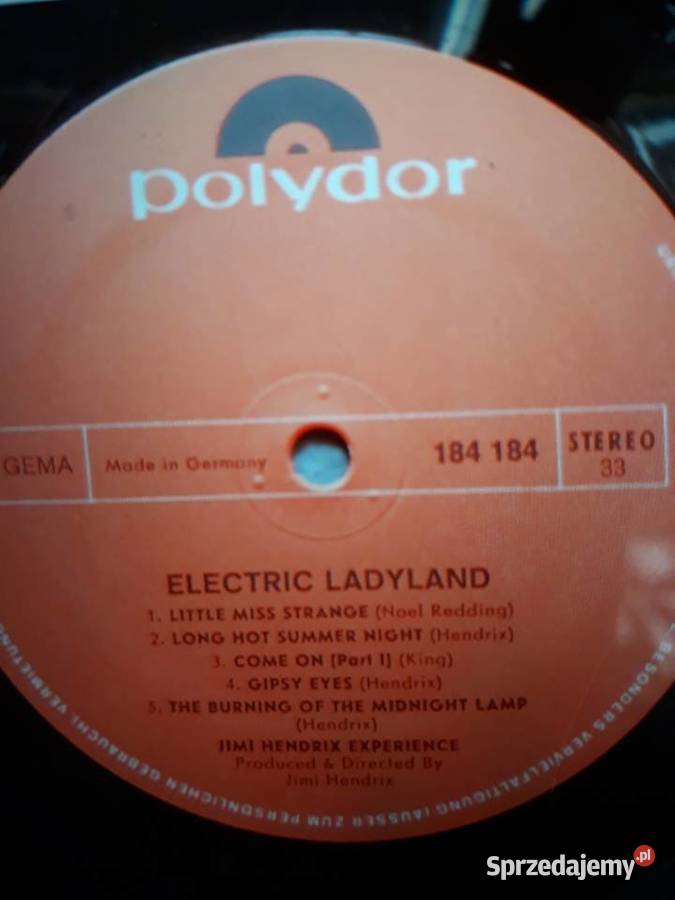 polydor
GEMA
Made in Germany
184 184
STEREO
33
ELECTRIC LADYLAND
1. LITTLE MISS STRANGE (Noel Redding)
2. LONG HOT SUMMER NIGHT (Hendrix)
3. COME ON [Part I] (King)
4. GIPSY EYES (Hendrix)
5. THE BURNING OF THE MIDNIGHT LAMP
(Hendrix)
JIMI HENDRIX EXPERIENCE
Produced & Directed By
Jimi Hendrix
BESONDERS VERVIELFÄLTIGUNG (AUSSER ZUM PERSÖNLICHEN GEBRAUCH), VERMIETUNG
Sprzedajemy.pl